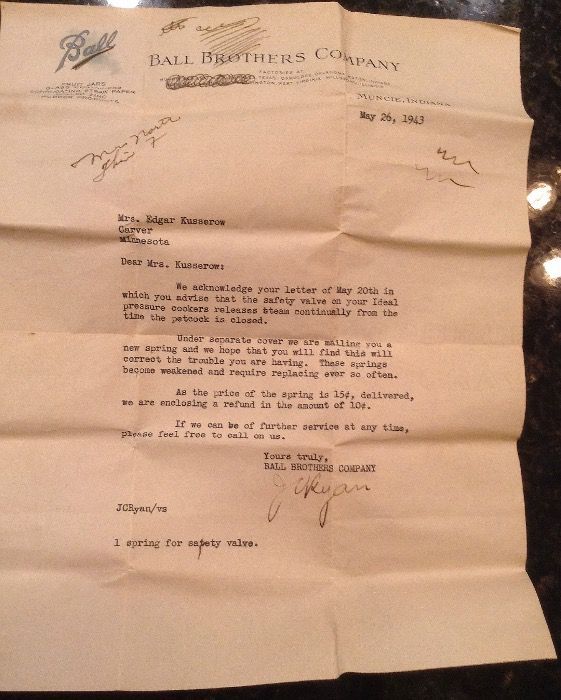 Ball
BALL BROTHERS COMPANY
FRUIT JARS
FACTORIES AT
MUNCIE, INDIANA
May 26, 1943
Mrs. Edgar Kusserow
Carver
Minnesota
Dear Mrs. Kusserow:
We acknowledge your letter of May 20th in
which you advise that the safety valve on your Ideal
pressure cookers releases steam continually from the
time the petcock is closed.
Under separate cover we are mailing you a
new spring and we hope that you will find this will
correct the trouble you are having. These springs
become weakened and require replacing ever so often.
As the price of the spring is 15¢, delivered,
we are enclosing a refund in the amount of 10¢.
If we can be of further service at any time,
please feel free to call on us.
Yours truly,
BALL BROTHERS COMPANY
JCRyan
JCRyan/vs
1 spring for safety valve.